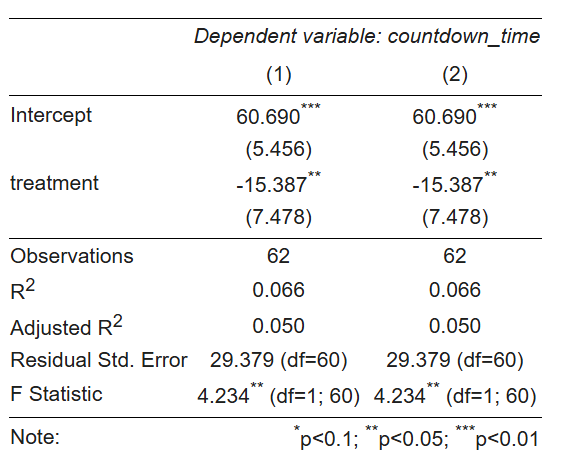 Dependent variable: countdown_time
(1) (2)
Intercept 60.690*** 60.690***
(5.456) (5.456)
treatment -15.387** -15.387**
(7.478) (7.478)
Observations 62 62
R2 0.066 0.066
Adjusted R2 0.050 0.050
Residual Std. Error 29.379 (df=60) 29.379 (df=60)
F Statistic 4.234** (df=1; 60) 4.234** (df=1; 60)
Note: *p<0.1; **p<0.05; ***p<0.01